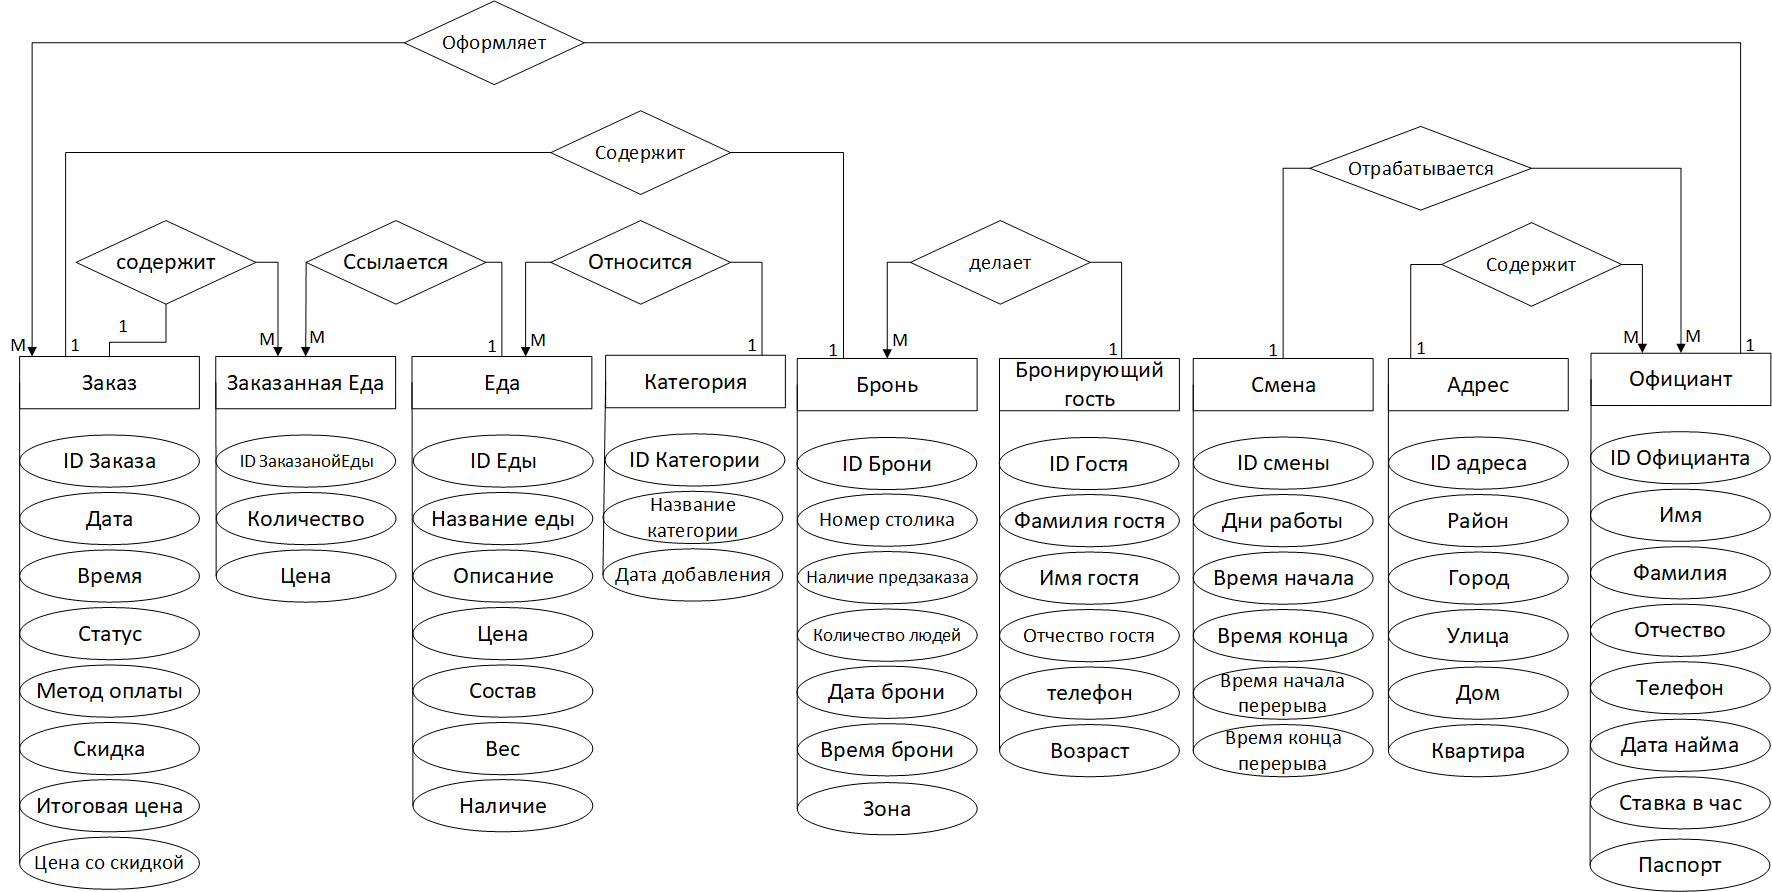 Оформляет
Содержит
Отрабатывается
содержит
Ссылается
Относится
делает
Содержит
М
1
1
М
М
1
М
1
1
М
1
1
1
М
М
1
Заказ
Заказанная Еда
Еда
Категория
Бронь
Бронирующий
гость
Смена
Адрес
Официант
ID Заказа
Дата
Время
Статус
Метод оплаты
Скидка
Итоговая цена
Цена со скидкой
ID ЗаказанойЕды
Количество
Цена
ID Еды
Название еды
Описание
Цена
Состав
Вес
Наличие
ID Категории
Название
категории
Дата добавления
ID Брони
Номер столика
Наличие предзаказа
Количество людей
Дата брони
Время брони
Зона
ID Гостя
Фамилия гостя
Имя гостя
Отчество гостя
телефон
Возраст
ID смены
Дни работы
Время начала
Время конца
Время начала
перерыва
Время конца
перерыва
ID адреса
Район
Город
Улица
Дом
Квартира
ID Официанта
Имя
Фамилия
Отчество
Телефон
Дата найма
Ставка в час
Паспорт